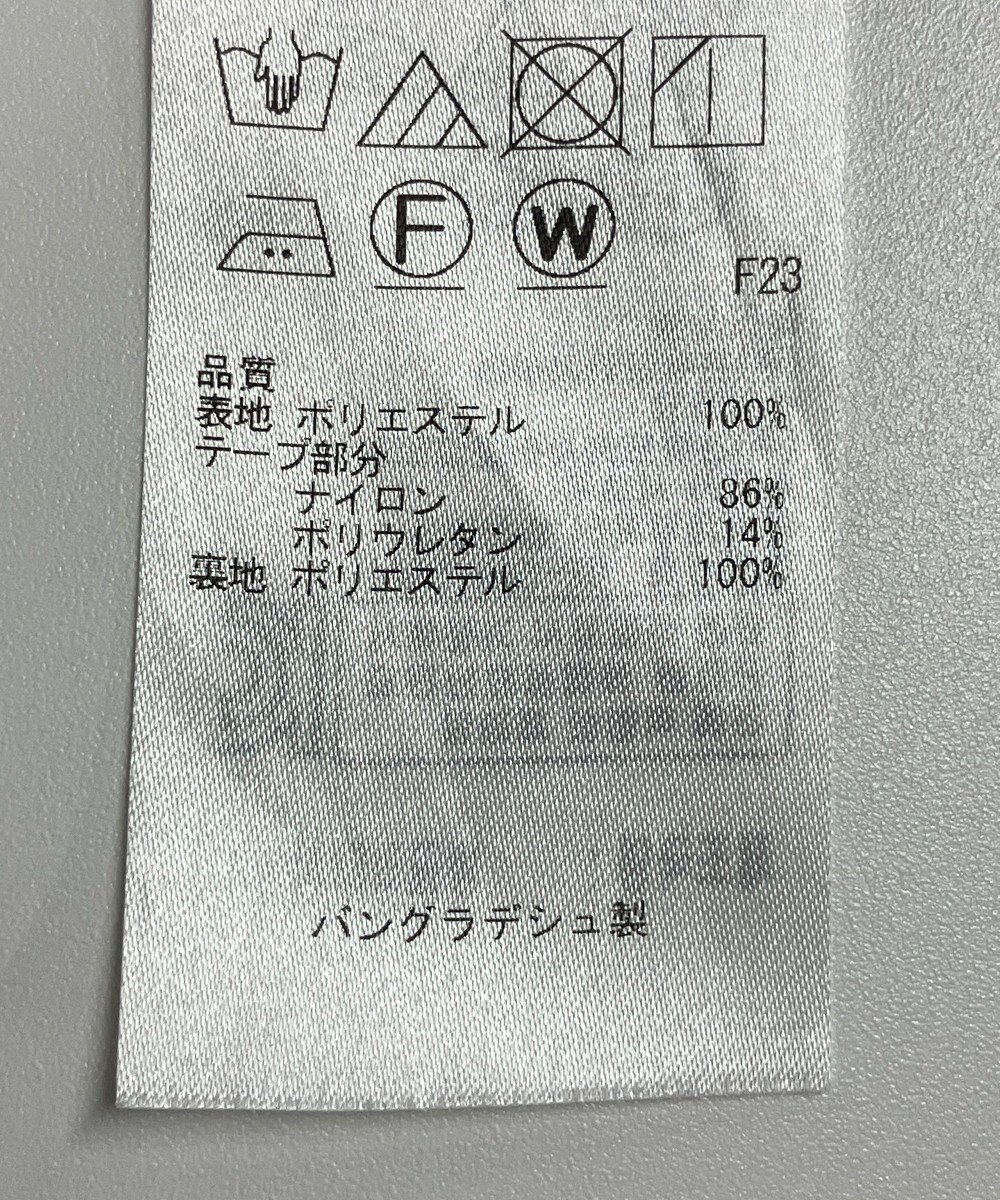 F W
F23
品質
表地 ポリエステル 100%
テープ部分
ナイロン 86%
ポリウレタン 14%
裏地 ポリエステル 100%
バングラデシュ製